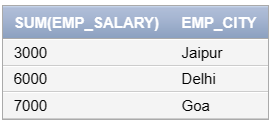 SUM(EMP_SALARY) EMP_CITY
3000 Jaipur
6000 Delhi
7000 Goa